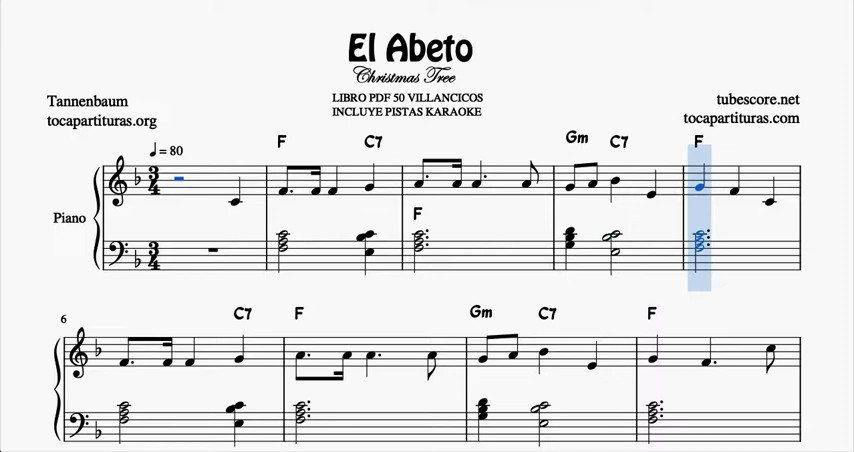 El Abeto
Christmas Tree
LIBRO PDF 50 VILLANCICOS
INCLUYE PISTAS KARAOKE
Tannenbaum
tocapartituras.org
tubescore.net
tocapartituras.com
♩ = 80
F C7 Gm C7 F
Piano
3/4
F
3/4
6
C7 F Gm C7 F